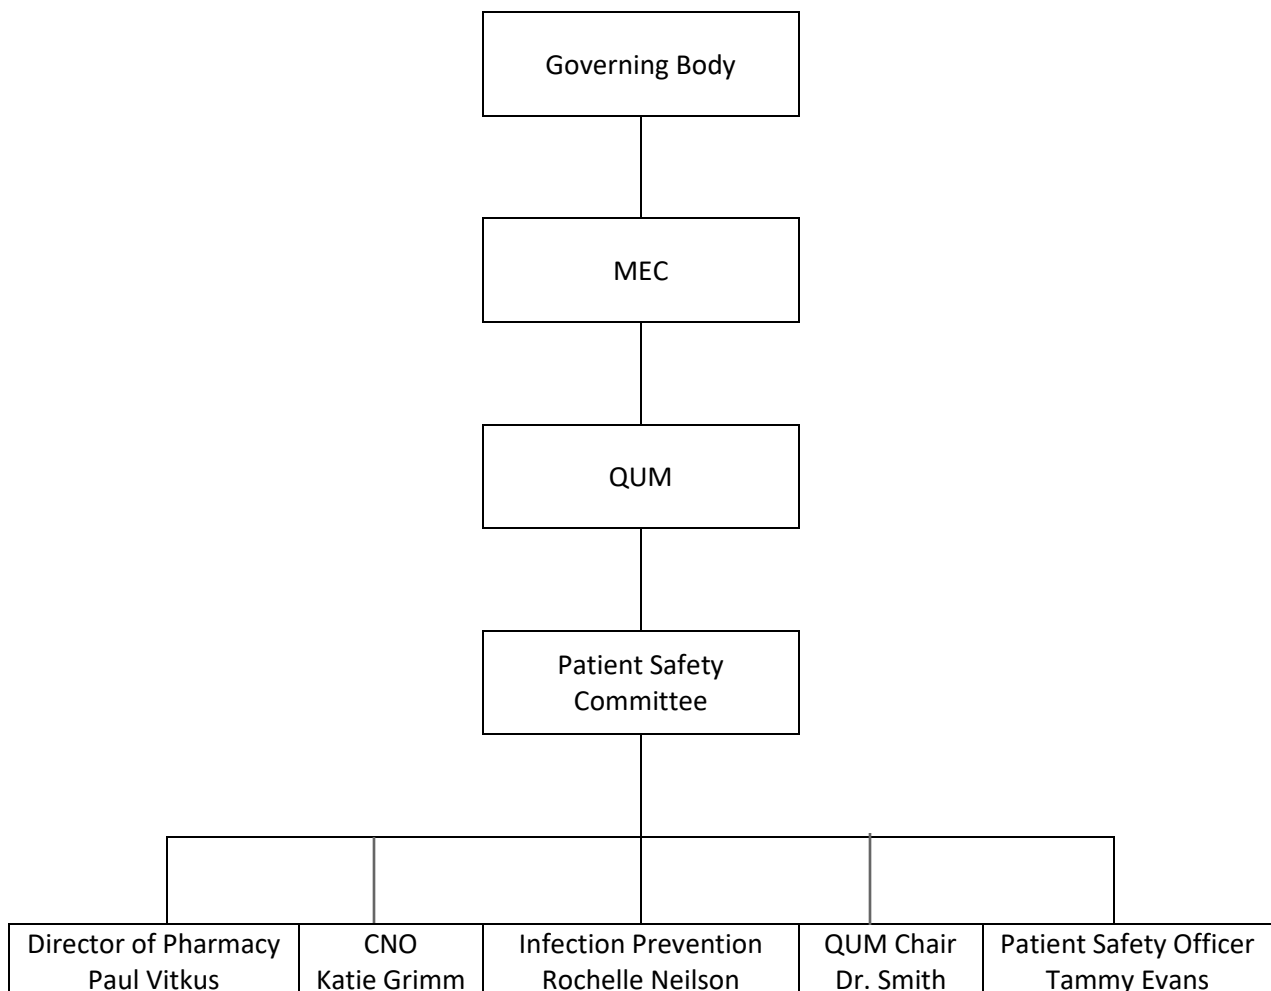 Governing Body
MEC
QUM
Patient Safety
Committee
Director of Pharmacy
Paul Vitkus
CNO
Katie Grimm
Infection Prevention
Rochelle Neilson
QUM Chair
Dr. Smith
Patient Safety Officer
Tammy Evans